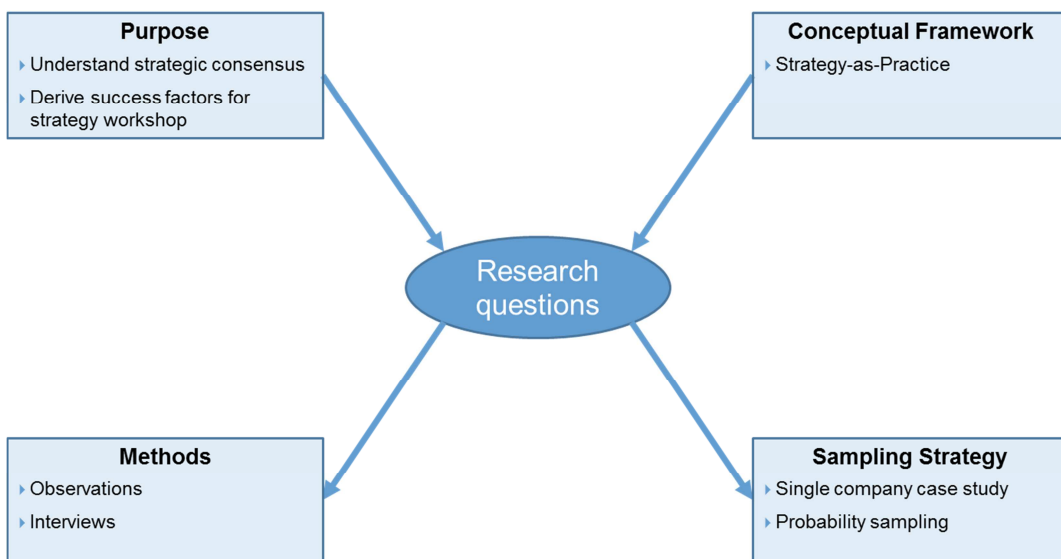 Purpose
Understand strategic consensus
Derive success factors for
strategy workshop
Conceptual Framework
Strategy-as-Practice
Research
questions
Methods
Observations
Interviews
Sampling Strategy
Single company case study
Probability sampling